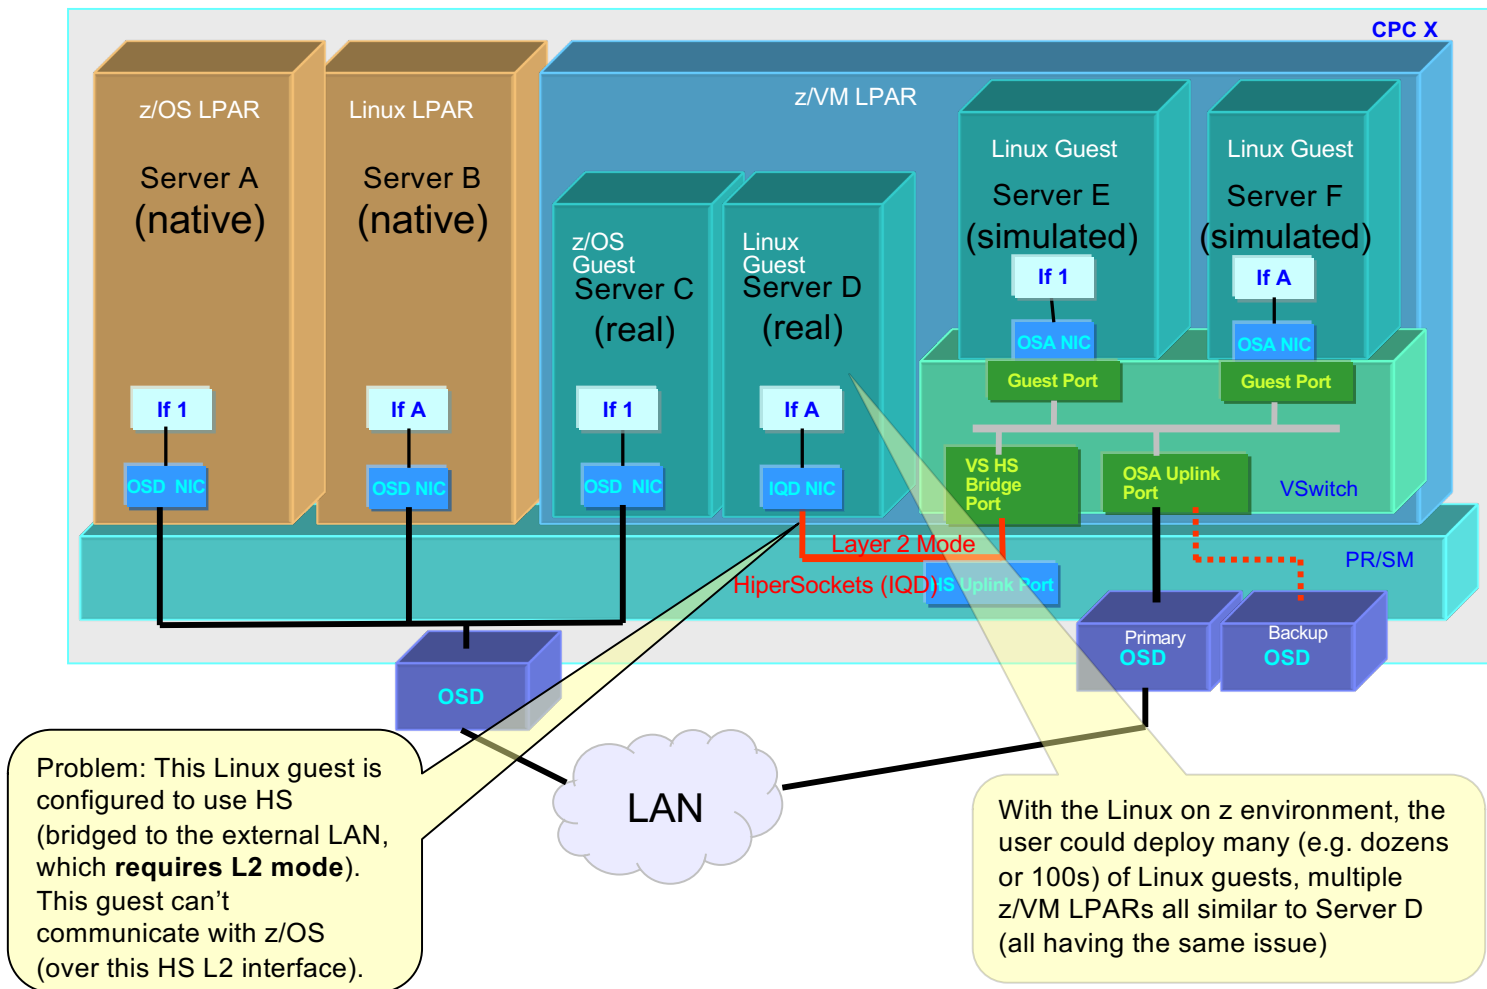 CPC X
z/OS LPAR
Server A
(native)
If 1
OSD NIC
Linux LPAR
Server B
(native)
If A
OSD NIC
z/VM LPAR
z/OS
Guest
Server C
(real)
If 1
OSD NIC
Linux
Guest
Server D
(real)
If A
IQD NIC
Linux Guest
Server E
(simulated)
If 1
OSA NIC
Guest Port
Linux Guest
Server F
(simulated)
If A
OSA NIC
Guest Port
VS HS
Bridge
Port
OSA Uplink
Port
VSwitch
Layer 2 Mode
HiperSockets (IQD)
HS Uplink Port
PR/SM
OSD
Primary
OSD
Backup
OSD
LAN
Problem: This Linux guest is
configured to use HS
(bridged to the external LAN,
which requires L2 mode).
This guest can’t
communicate with z/OS
(over this HS L2 interface).
With the Linux on z environment, the
user could deploy many (e.g. dozens
or 100s) of Linux guests, multiple
z/VM LPARs all similar to Server D
(all having the same issue)